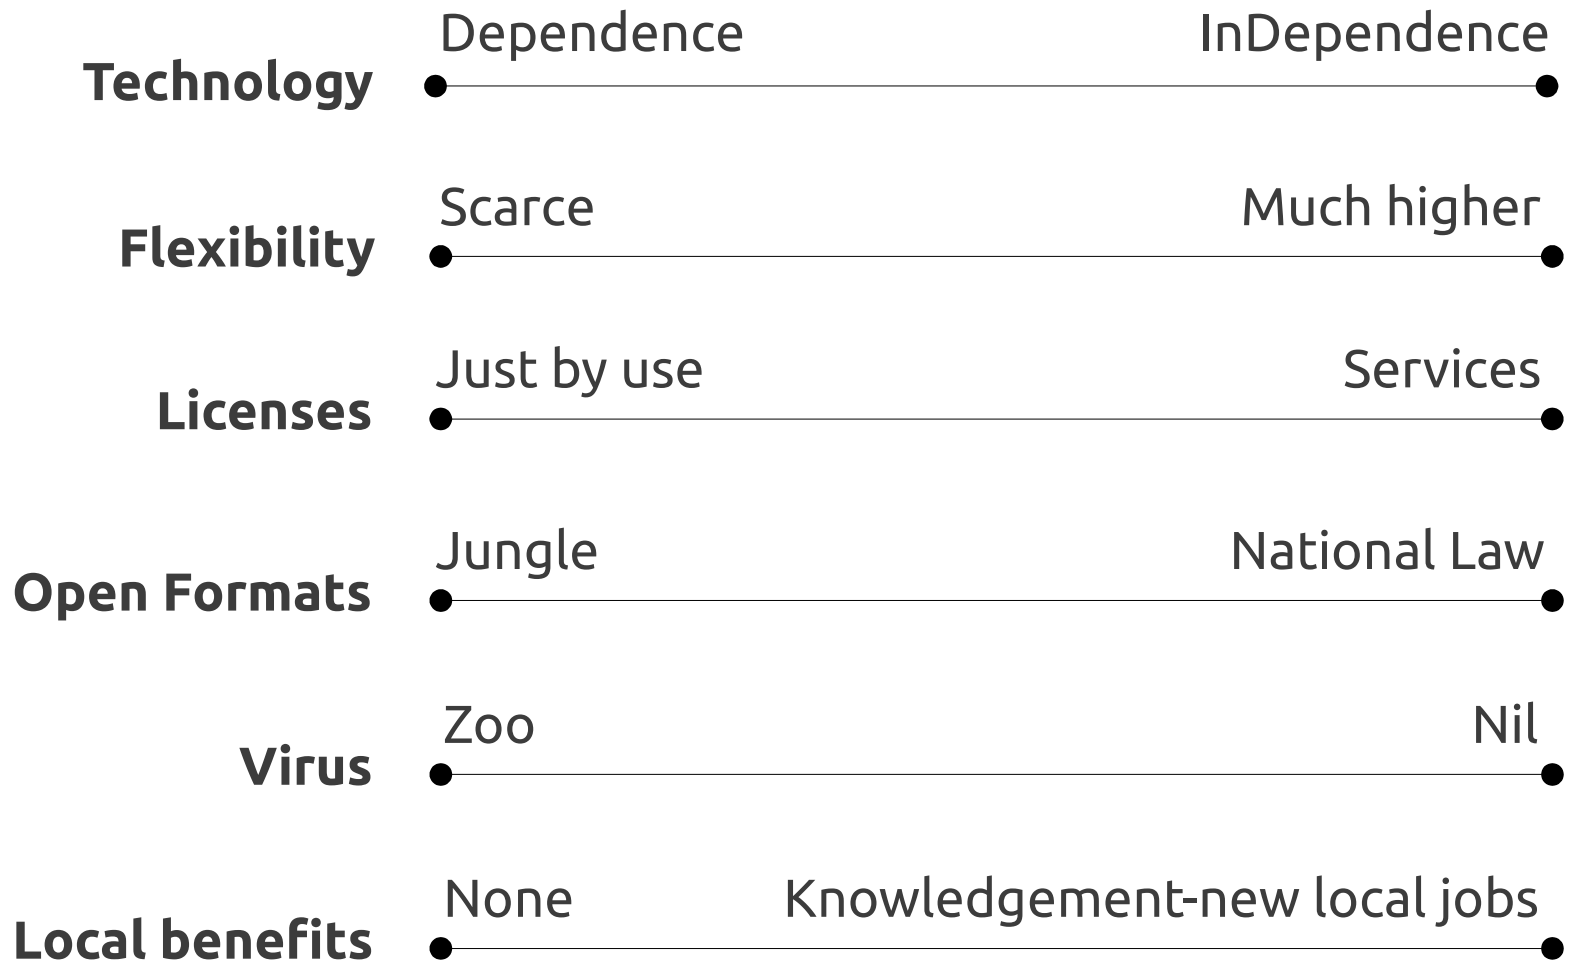 Dependence InDependence
Technology
Scarce Much higher
Flexibility
Just by use Services
Licenses
Jungle National Law
Open Formats
Zoo Nil
Virus
None Knowledgement-new local jobs
Local benefits